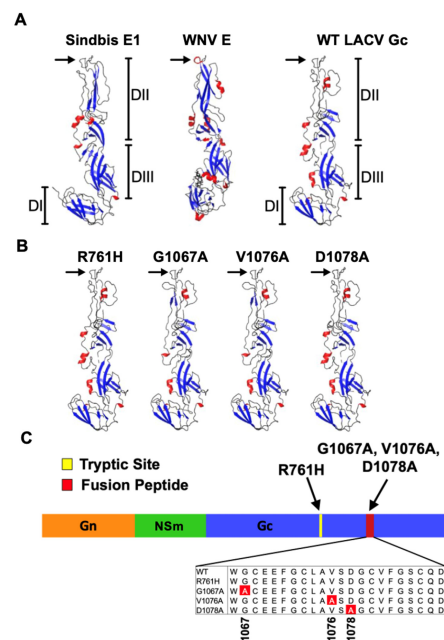 A
Sindbis E1 WNV E WT LACV Gc
DII
DIII
DI
DII
DIII
DI
B
R761H G1067A V1076A D1078A
C
G1067A, V1076A,
D1078A
R761H
Tryptic Site
Fusion Peptide
Gn NSm Gc
WT W G C E E F G C L A V S D G C V F G S C Q D
R761H W G C E E F G C L A V S D G C V F G S C Q D
G1067A W A C E E F G C L A V S D G C V F G S C Q D
V1076A W G C E E F G C L A A S D G C V F G S C Q D
D1078A W G C E E F G C L A V S A G C V F G S C Q D
1067 1076 1078